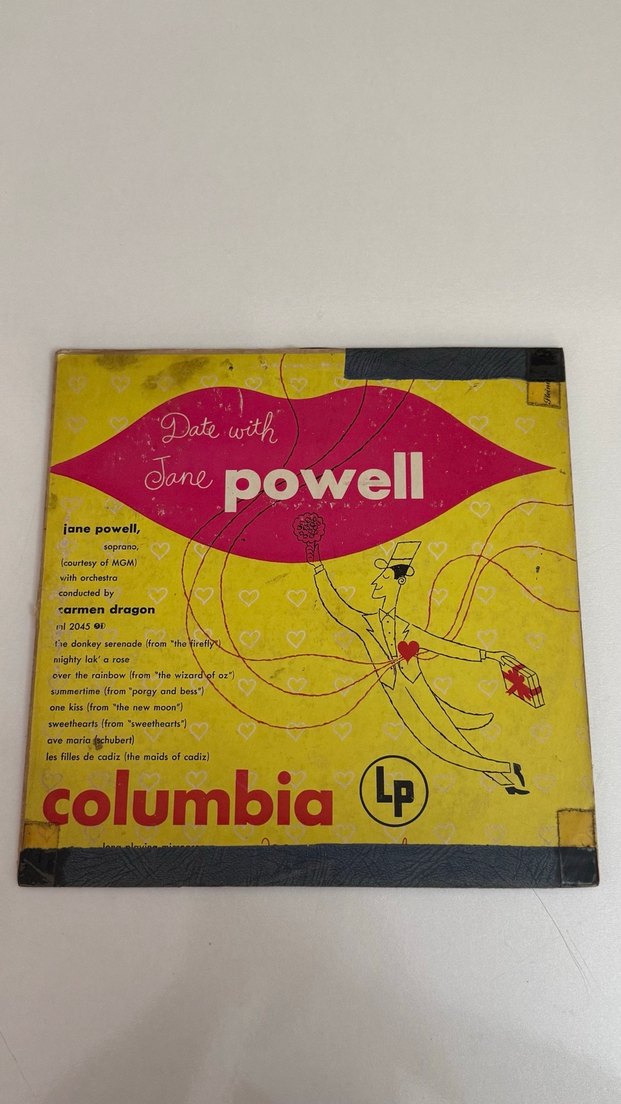 Date with
Jane powell
jane powell,
soprano,
(courtesy of MGM)
with orchestra
conducted by
carmen dragon
ml 2045
the donkey serenade (from "the firefly")
mighty lak' a rose
over the rainbow (from "the wizard of oz")
summertime (from "porgy and bess")
one kiss (from "the new moon")
sweethearts (from "sweethearts")
ave maria (schubert)
les filles de cadiz (the maids of cadiz)
columbia
LP
long playing